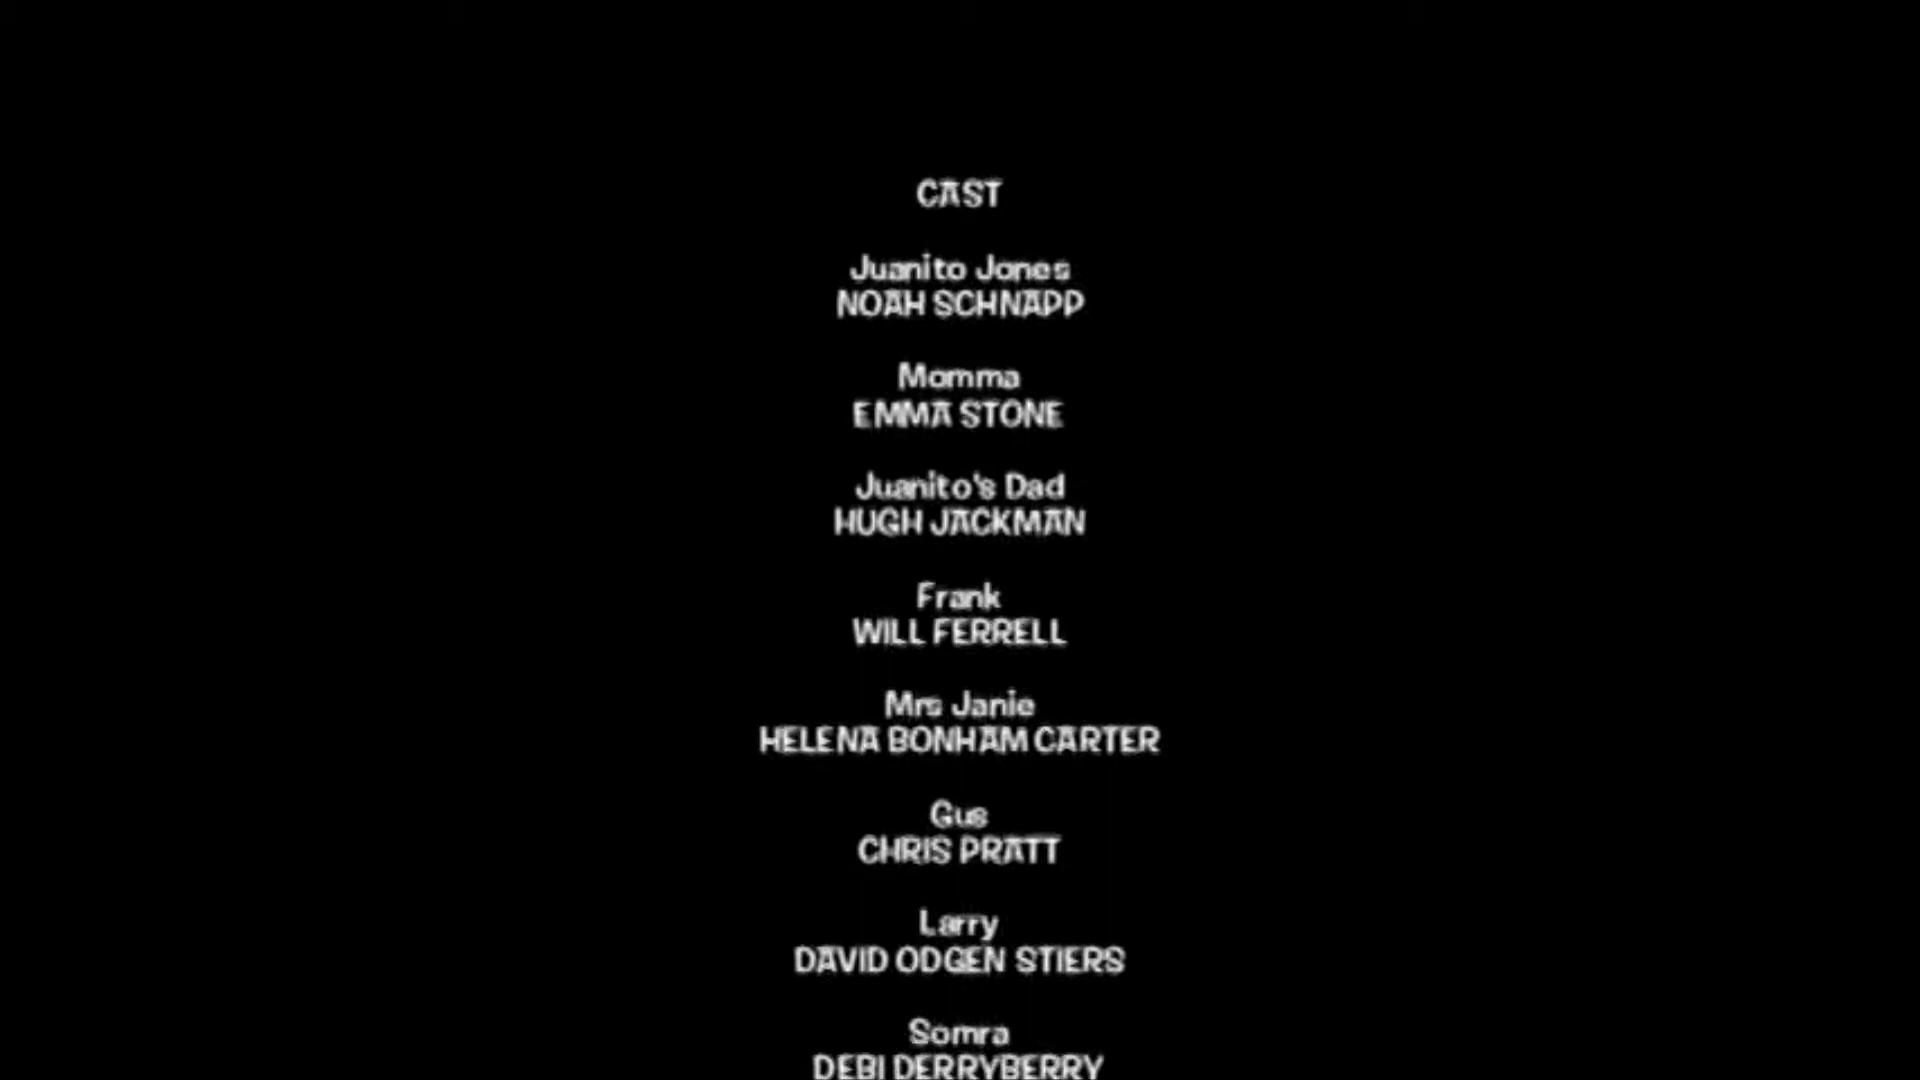 CAST
Juanito Jones
NOAH SCHNAPP
Momma
EMMA STONE
Juanito's Dad
HUGH JACKMAN
Frank
WILL FERRELL
Mrs Janie
HELENA BONHAM CARTER
Gus
CHRIS PRATT
Larry
DAVID ODGEN STIERS
Somra
DEBI DERRYBERRY